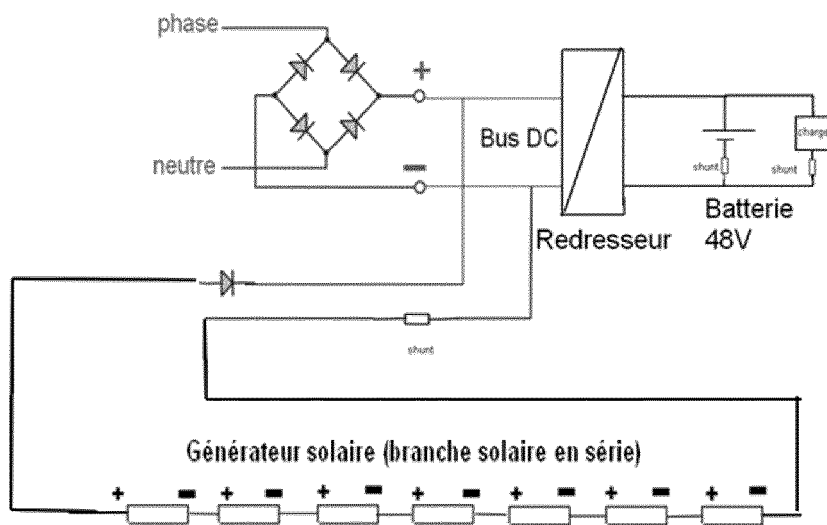 phase
+
Bus DC
charge
shunt
shunt
neutre
−
Redresseur
Batterie
48V
shunt
Générateur solaire (branche solaire en série)
+ − + − + − + − + − + − + −